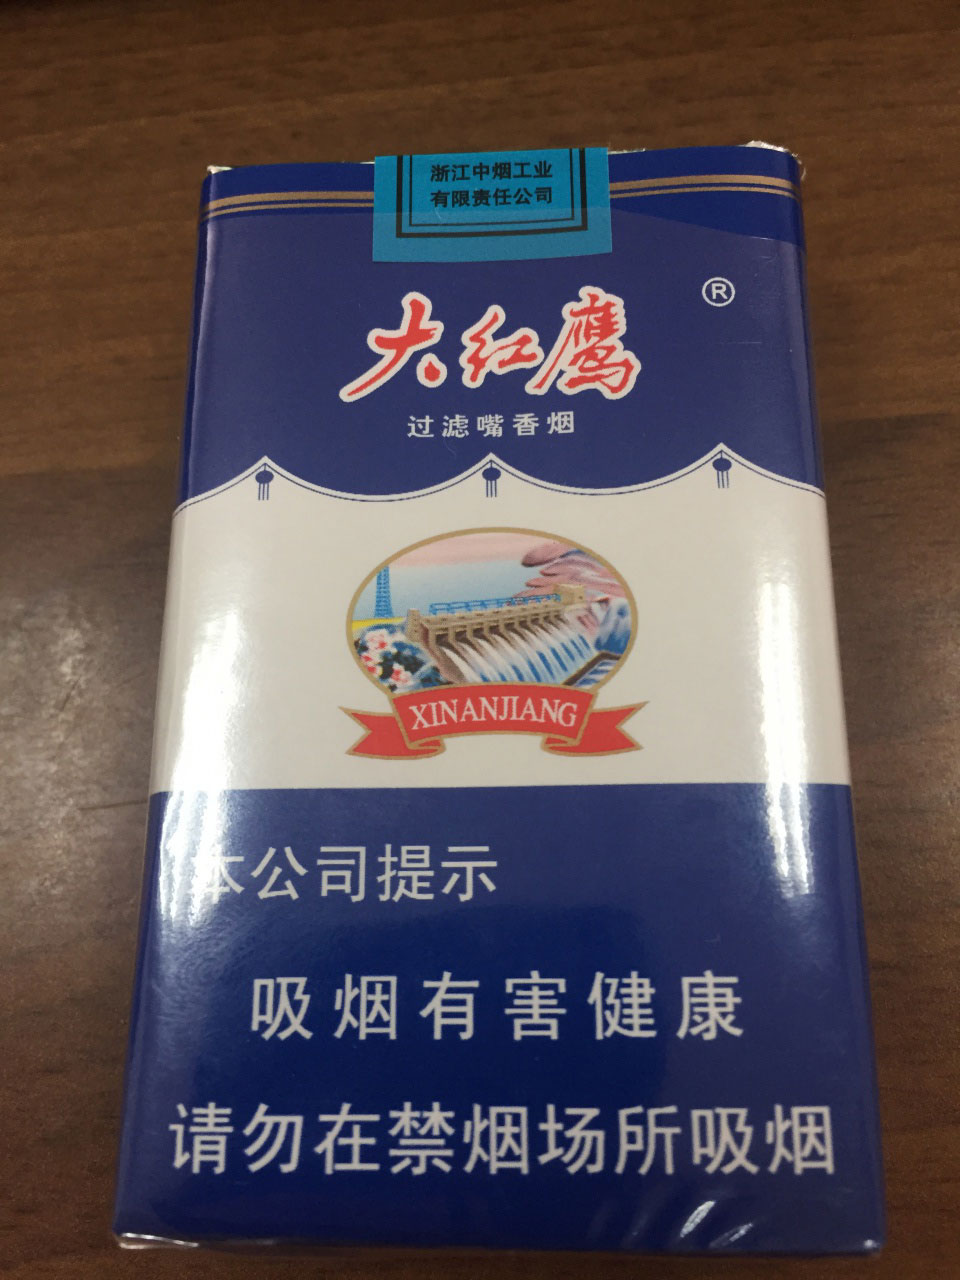 浙江中烟工业
有限责任公司
®
大红鹰
过滤嘴香烟
XINANJIANG
本公司提示
吸烟有害健康
请勿在禁烟场所吸烟